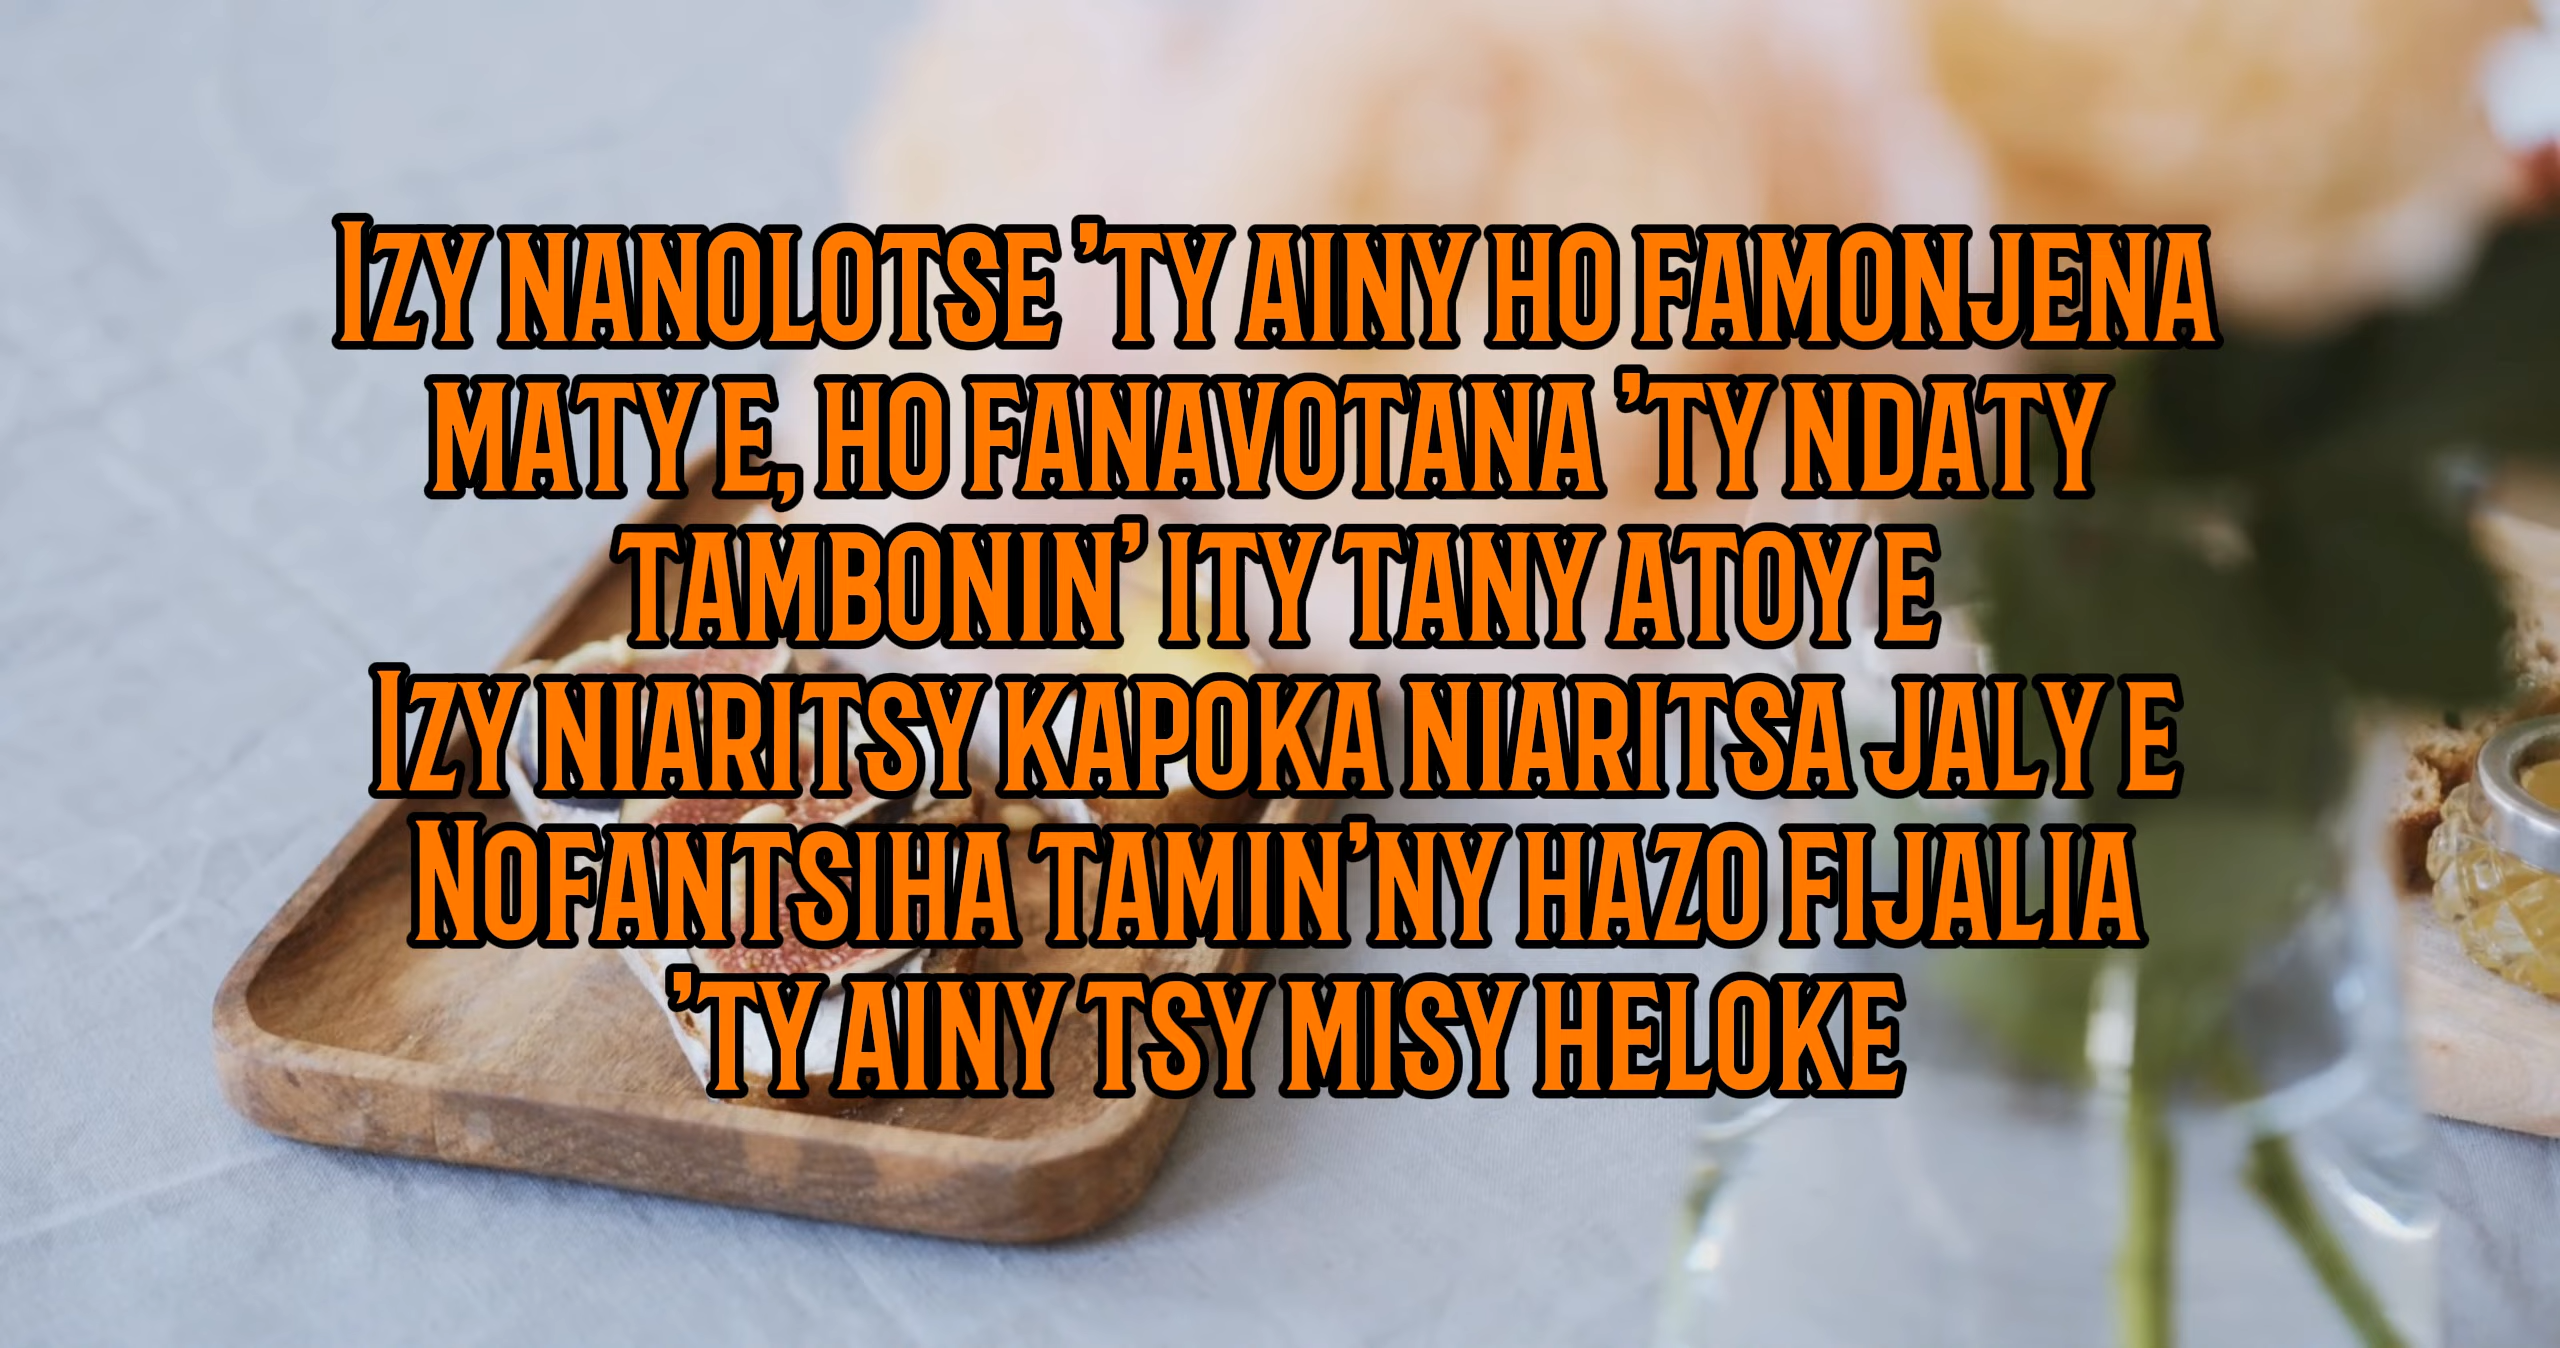 Izy nanolotse ’ty ainy ho famonjena
maty e, ho fanavotana ’ty ndaty
tambonin’ ity tany atoy e
Izy niaritsy kapoka niaritsa jaly e
Nofantsiha tamin’ny hazo fijalia
’ty ainy tsy misy heloke